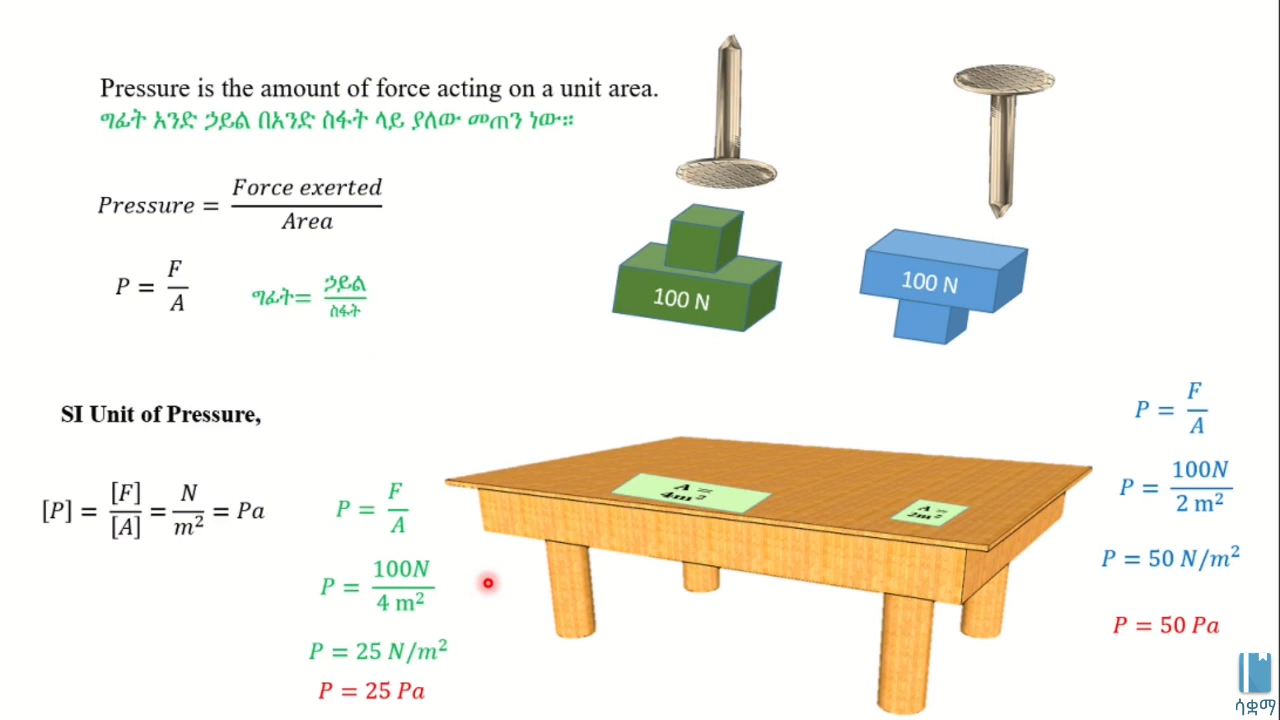 Pressure is the amount of force acting on a unit area.
ግፊት አንድ ኃይል በአንድ ስፋት ላይ ያለው መጠን ነው።
Pressure = Force exerted / Area
P = F / A
ግፊት= ኃይል / ስፋት
100 N
100 N
SI Unit of Pressure,
[P] = [F] / [A] = N / m² = Pa
P = F / A
P = 100N / 4 m²
P = 25 N/m²
P = 25 Pa
A =
4m²
A =
2m²
P = F / A
P = 100N / 2 m²
P = 50 N/m²
P = 50 Pa
ሳቋማ